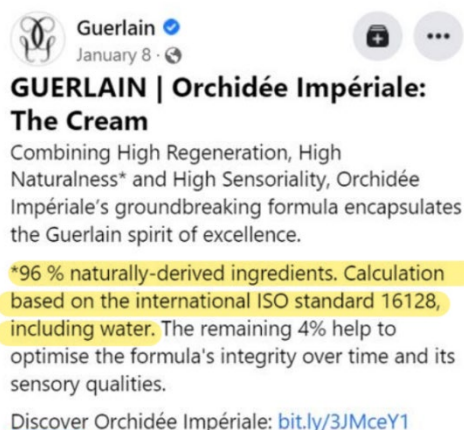 Guerlain
January 8 ·
GUERLAIN | Orchidée Impériale:
The Cream
Combining High Regeneration, High
Naturalness* and High Sensoriality, Orchidée
Impériale's groundbreaking formula encapsulates
the Guerlain spirit of excellence.
*96 % naturally-derived ingredients. Calculation
based on the international ISO standard 16128,
including water. The remaining 4% help to
optimise the formula's integrity over time and its
sensory qualities.
Discover Orchidée Impériale: bit.ly/3JMceY1